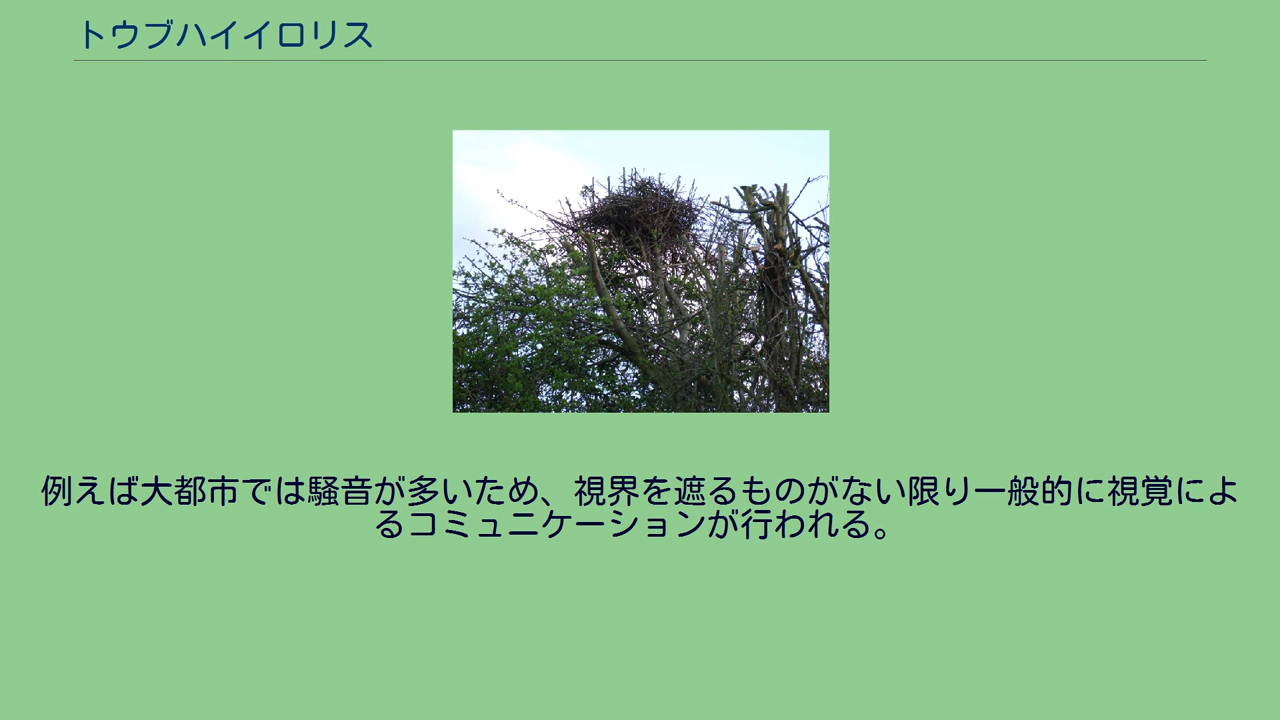 トウブハイイロリス
例えば大都市では騒音が多いため、視界を遮るものがない限り一般的に視覚によ
るコミュニケーションが行われる。